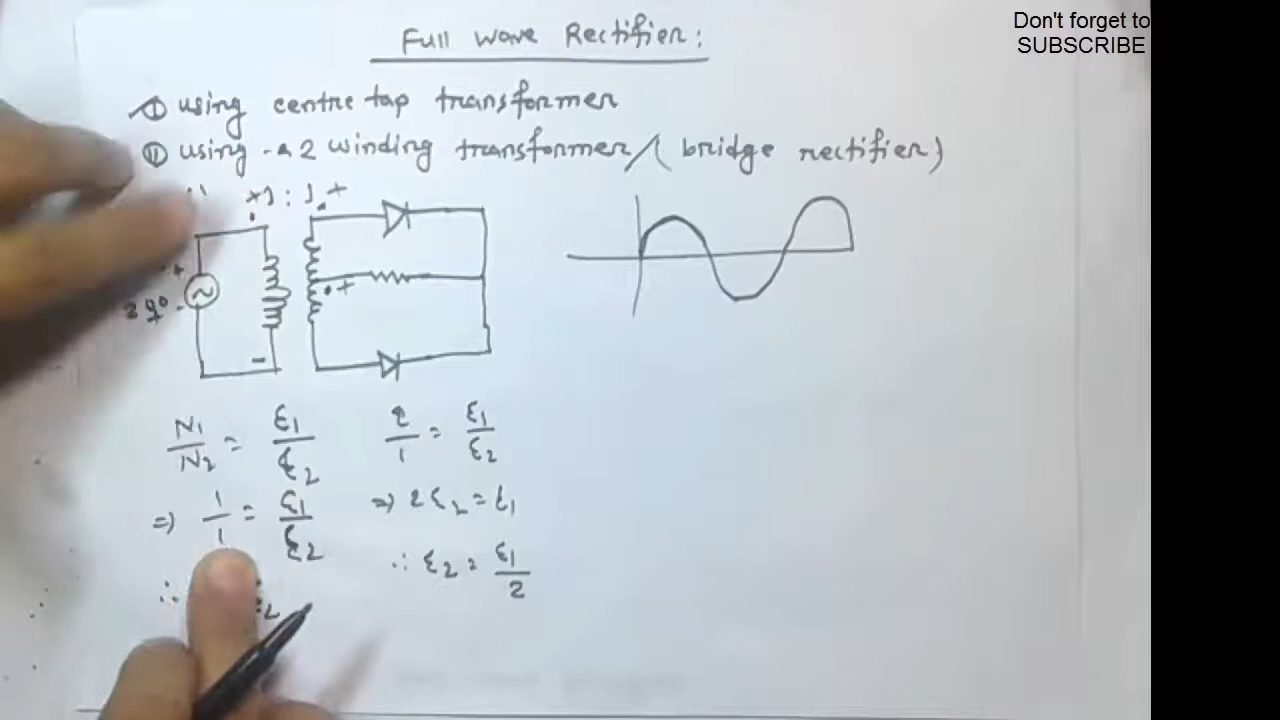 Don't forget to
SUBSCRIBE
Full Wave Rectifier:
① using centre tap transformer
② using a 2 winding transformer/(bridge rectifier)
+1:1+
+
-
+
-
N1/N2 = ε1/ε2
2/1 = ε1/ε2
⇒ 1/1 = ε1/ε2
⇒ 2ε2 = ε1
∴ ε2 = ε1/2